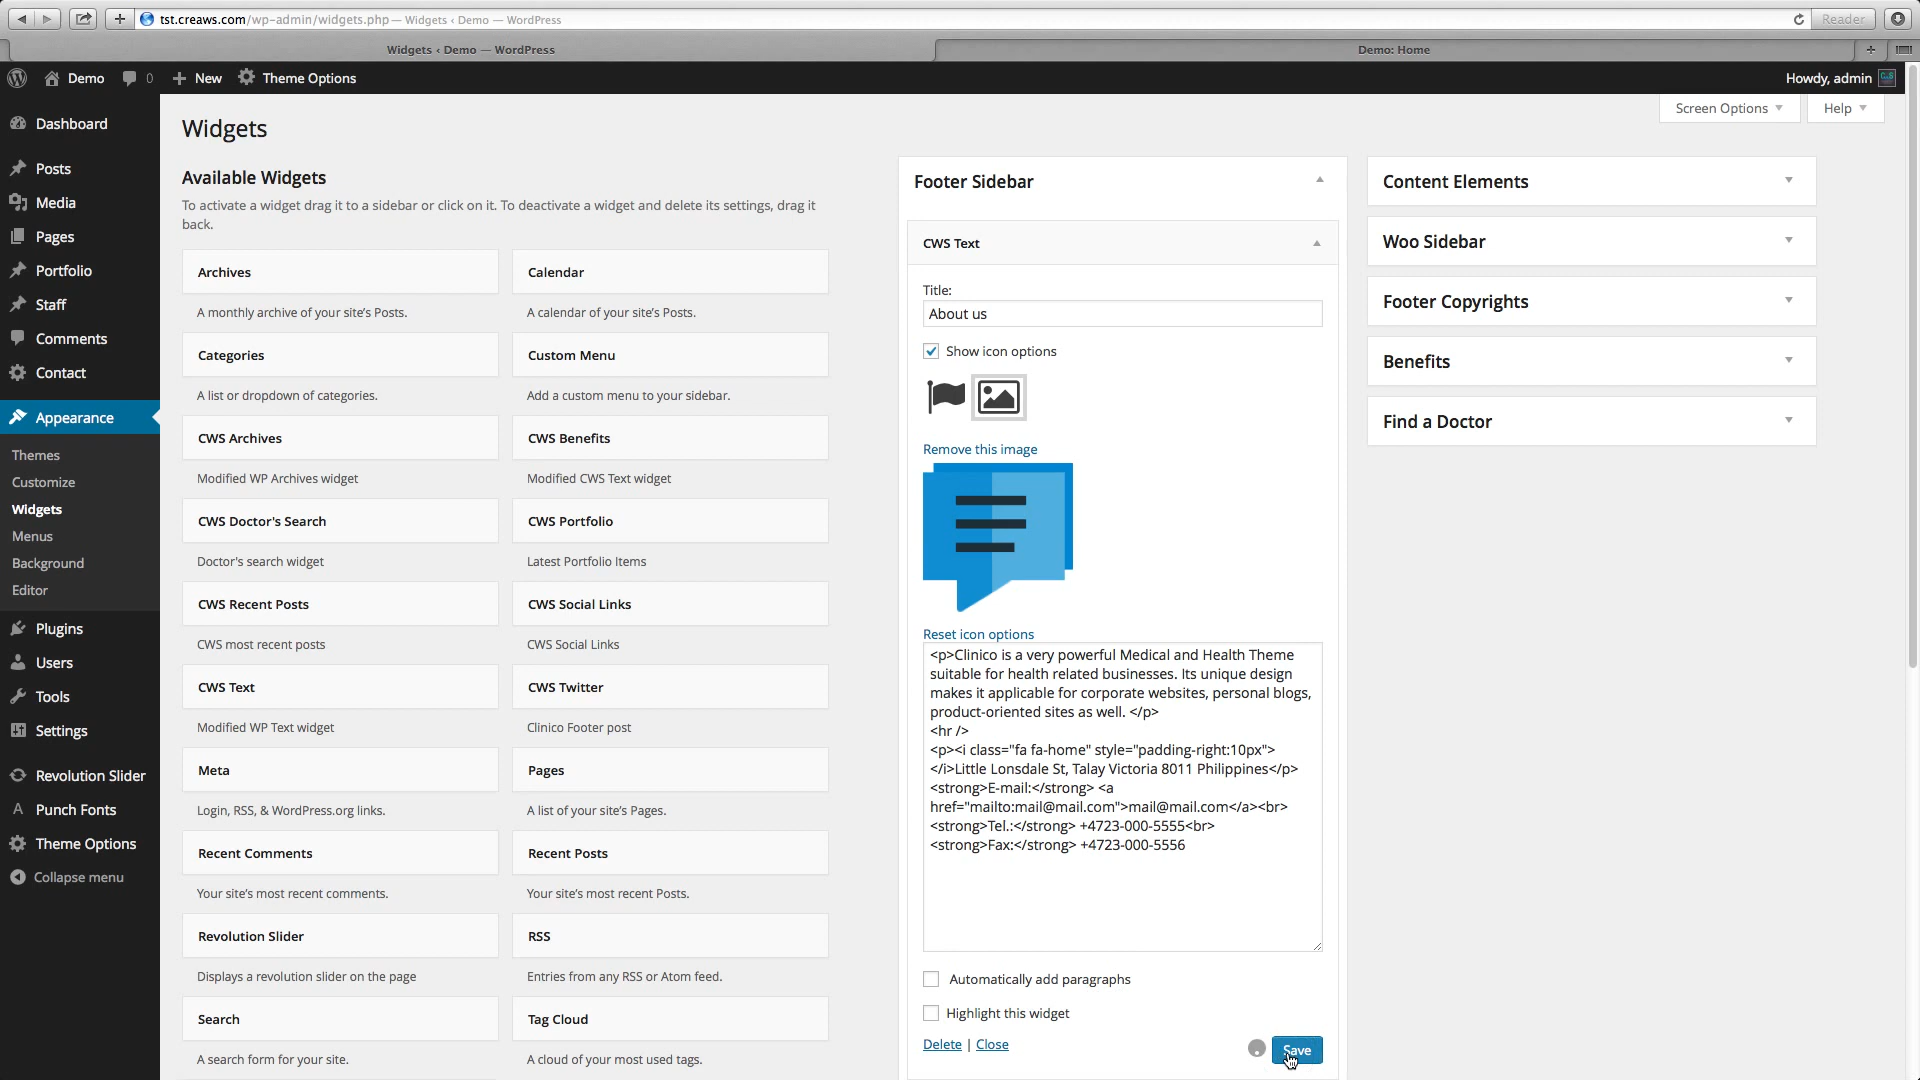 tst.creaws.com/wp-admin/widgets.php — Widgets ‹ Demo — WordPress
Reader
Widgets ‹ Demo — WordPress
Demo: Home
Demo
0
New
Theme Options
Howdy, admin
Screen Options
Help
Dashboard
Posts
Media
Pages
Portfolio
Staff
Comments
Contact
Appearance
Themes
Customize
Widgets
Menus
Background
Editor
Plugins
Users
Tools
Settings
Revolution Slider
Punch Fonts
Theme Options
Collapse menu
Widgets
Available Widgets
To activate a widget drag it to a sidebar or click on it. To deactivate a widget and delete its settings, drag it
back.
Archives
Calendar
A monthly archive of your site's Posts.
A calendar of your site's Posts.
Categories
Custom Menu
A list or dropdown of categories.
Add a custom menu to your sidebar.
CWS Archives
CWS Benefits
Modified WP Archives widget
Modified CWS Text widget
CWS Doctor's Search
CWS Portfolio
Doctor's search widget
Latest Portfolio Items
CWS Recent Posts
CWS Social Links
CWS most recent posts
CWS Social Links
CWS Text
CWS Twitter
Modified WP Text widget
Clinico Footer post
Meta
Pages
Login, RSS, & WordPress.org links.
A list of your site's Pages.
Recent Comments
Recent Posts
Your site's most recent comments.
Your site's most recent Posts.
Revolution Slider
RSS
Displays a revolution slider on the page
Entries from any RSS or Atom feed.
Search
Tag Cloud
A search form for your site.
A cloud of your most used tags.
Footer Sidebar
CWS Text
Title:
About us
Show icon options
Remove this image
Reset icon options
<p>Clinico is a very powerful Medical and Health Theme
suitable for health related businesses. Its unique design
makes it applicable for corporate websites, personal blogs,
product-oriented sites as well. </p>
<hr />
<p><i class="fa fa-home" style="padding-right:10px">
</i>Little Lonsdale St, Talay Victoria 8011 Philippines</p>
<strong>E-mail:</strong> <a
href="mailto:mail@mail.com">mail@mail.com</a><br>
<strong>Tel.:</strong> +4723-000-5555<br>
<strong>Fax:</strong> +4723-000-5556
Automatically add paragraphs
Highlight this widget
Delete | Close
Save
Content Elements
Woo Sidebar
Footer Copyrights
Benefits
Find a Doctor